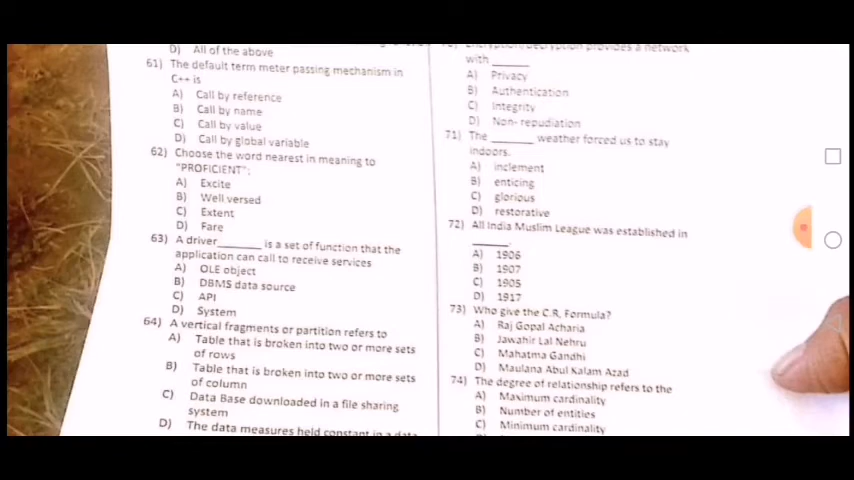 D) All of the above
61) The default term meter passing mechanism in
C++ is
A) Call by reference
B) Call by name
C) Call by value
D) Call by global variable
62) Choose the word nearest in meaning to
"PROFICIENT":
A) Excite
B) Well versed
C) Extent
D) Fare
63) A driver________ is a set of function that the
application can call to receive services
A) OLE object
B) DBMS data source
C) API
D) System
64) A vertical fragments or partition refers to
A) Table that is broken into two or more sets
of rows
B) Table that is broken into two or more sets
of column
C) Data Base downloaded in a file sharing
system
D) The data measures held constant in a data
Encryption/Decryption provides a network
with ______
A) Privacy
B) Authentication
C) Integrity
D) Non- repudiation
71) The _______ weather forced us to stay
indoors.
A) inclement
B) enticing
C) glorious
D) restorative
72) All India Muslim League was established in
______.
A) 1906
B) 1907
C) 1905
D) 1917
73) Who give the C.R. Formula?
A) Raj Gopal Acharia
B) Jawahir Lal Nehru
C) Mahatma Gandhi
D) Maulana Abul Kalam Azad
74) The degree of relationship refers to the
A) Maximum cardinality
B) Number of entities
C) Minimum cardinality